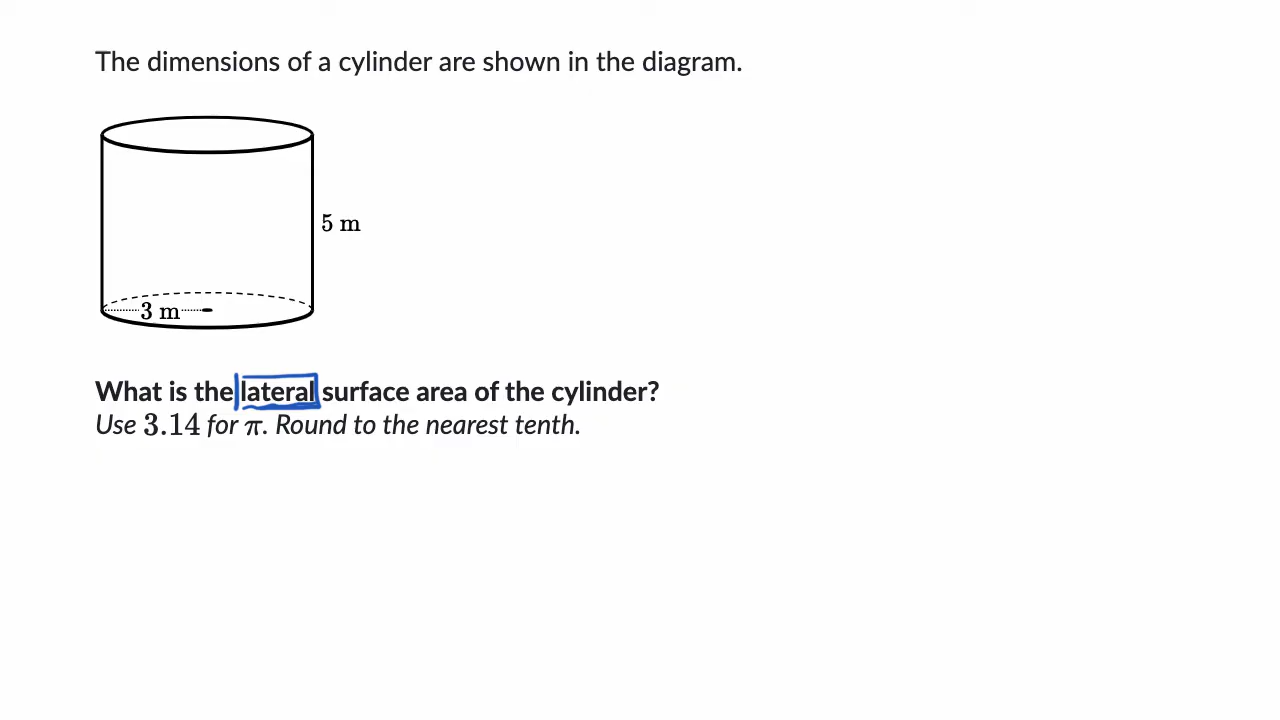 The dimensions of a cylinder are shown in the diagram.
5 m
3 m
What is the lateral surface area of the cylinder?
Use 3.14 for π. Round to the nearest tenth.